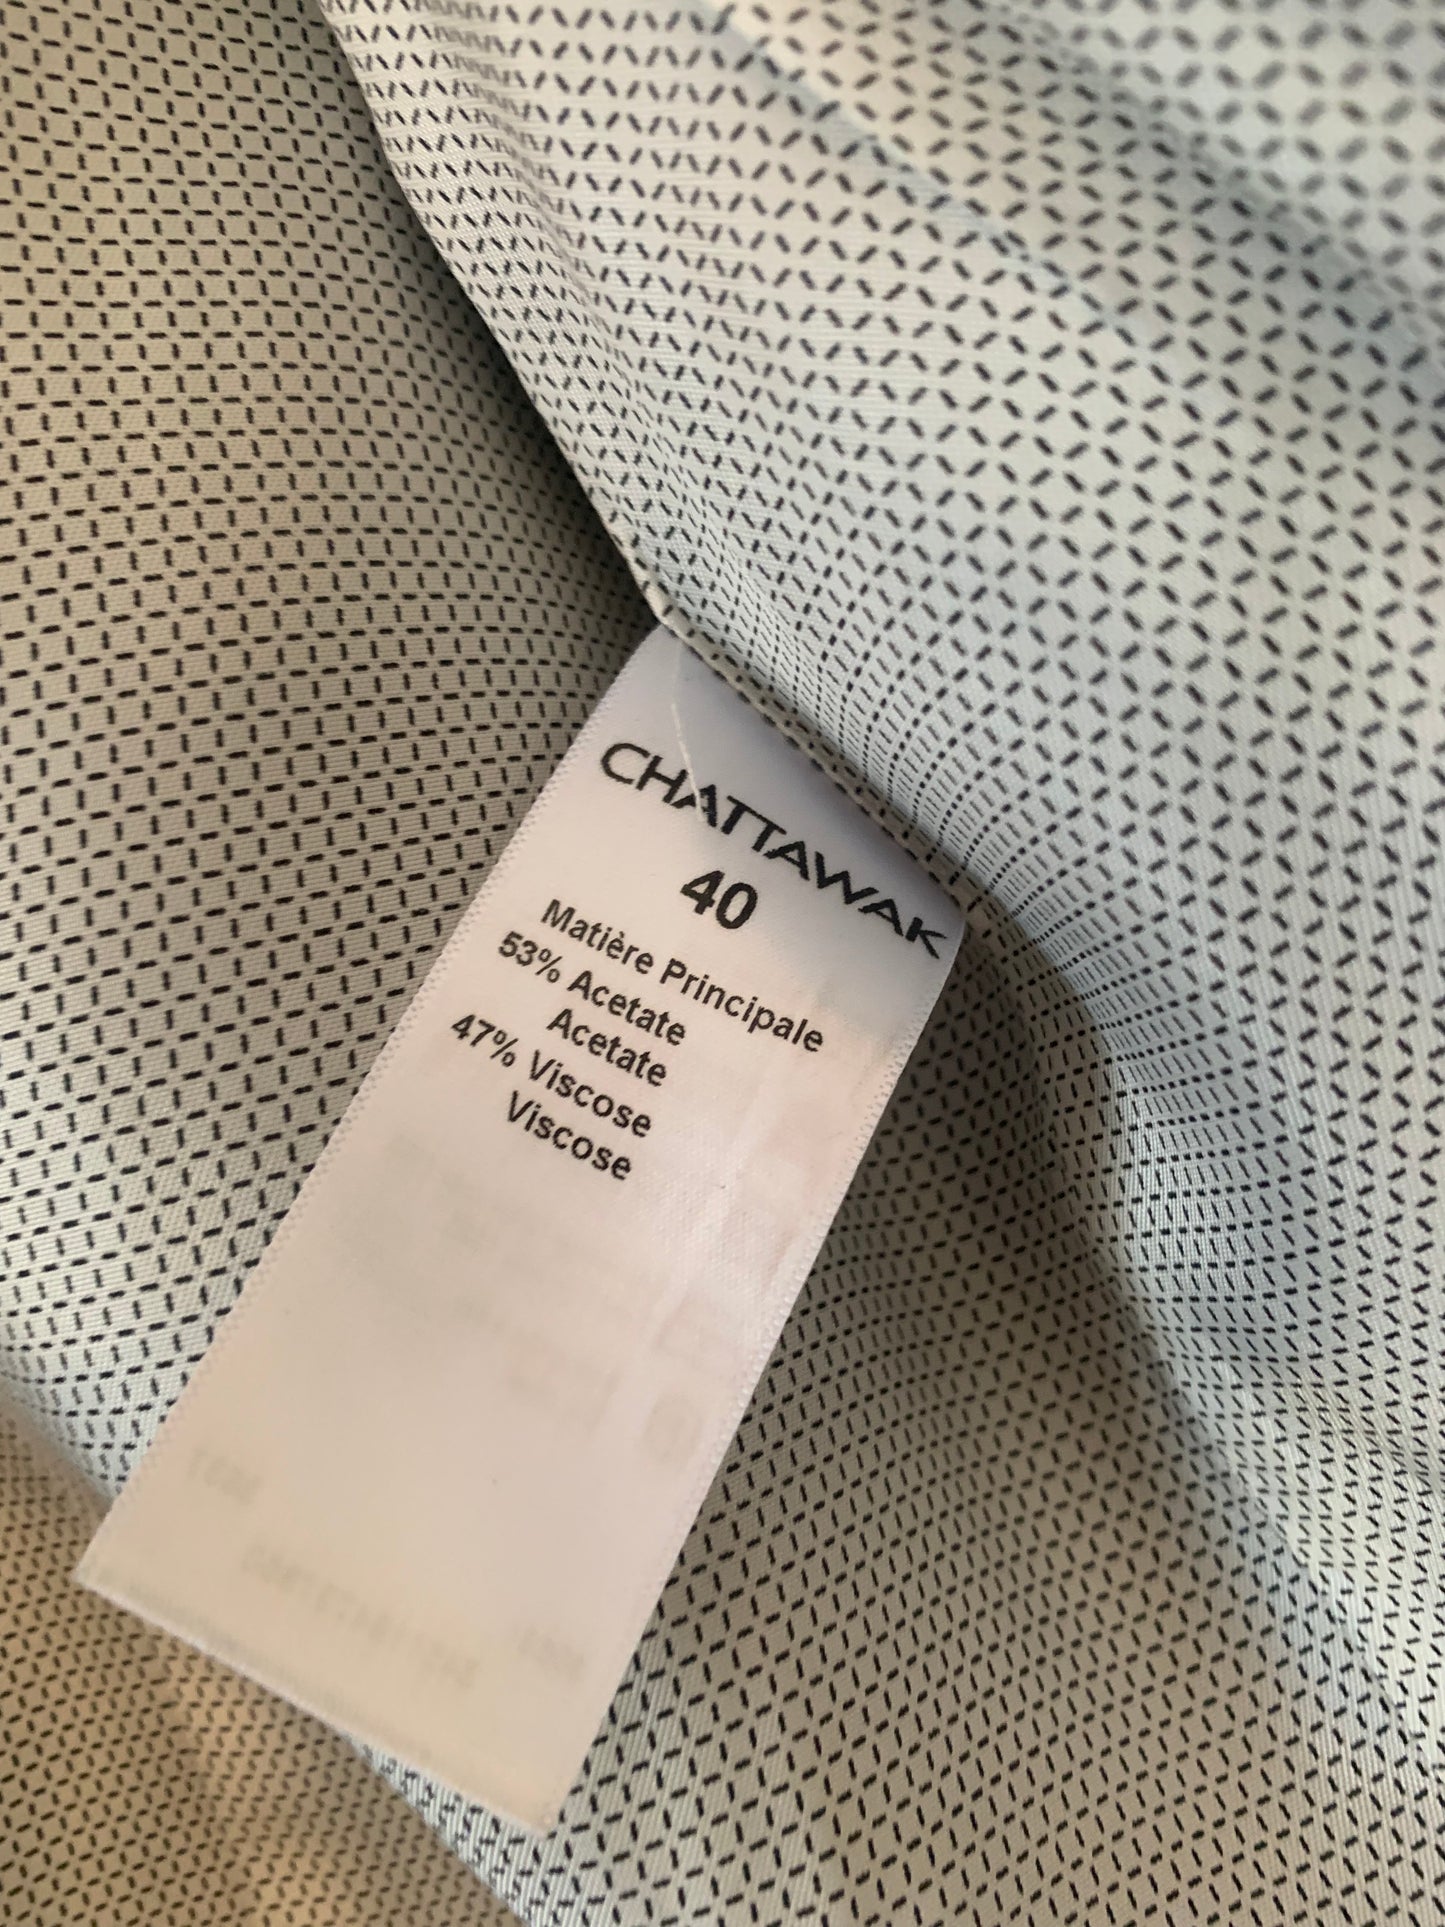 CHATTAWAK
40
Matière Principale
53% Acetate
Acetate
47% Viscose
Viscose